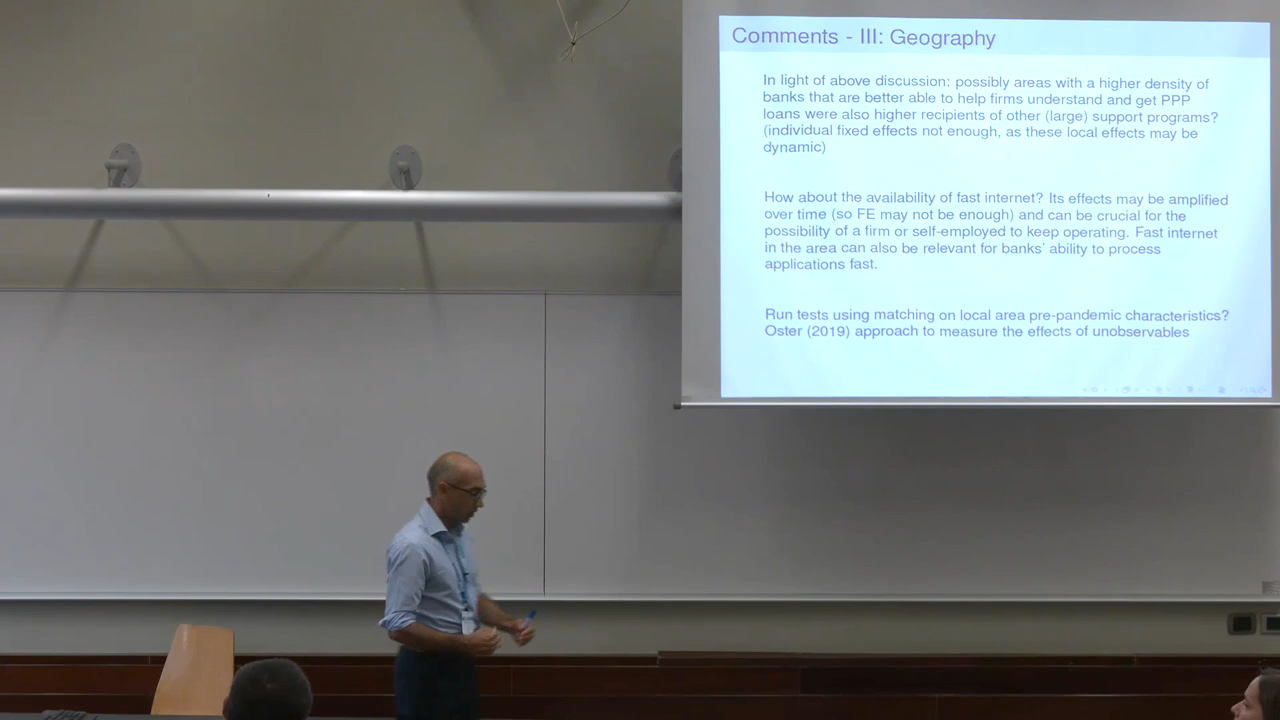 Comments - III: Geography
In light of above discussion: possibly areas with a higher density of
banks that are better able to help firms understand and get PPP
loans were also higher recipients of other (large) support programs?
(individual fixed effects not enough, as these local effects may be
dynamic)
How about the availability of fast internet? Its effects may be amplified
over time (so FE may not be enough) and can be crucial for the
possibility of a firm or self-employed to keep operating. Fast internet
in the area can also be relevant for banks' ability to process
applications fast.
Run tests using matching on local area pre-pandemic characteristics?
Oster (2019) approach to measure the effects of unobservables